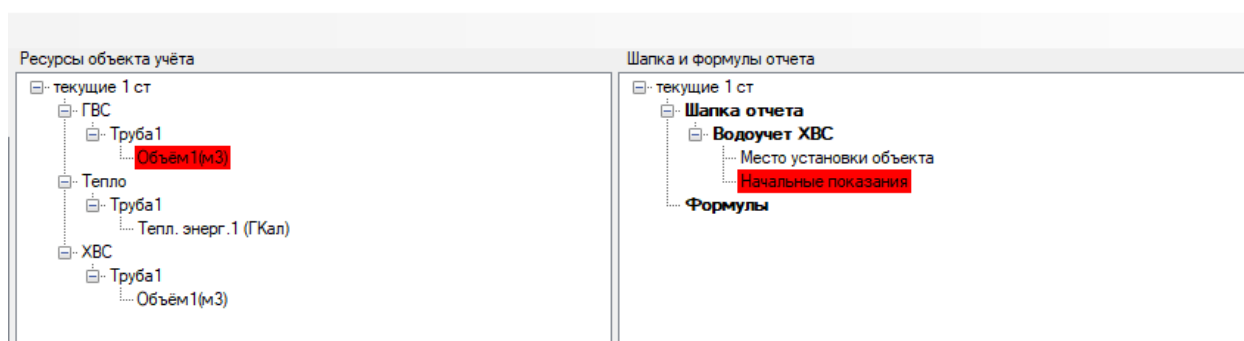 Ресурсы объекта учёта
текущие 1 ст
ГВС
Труба1
Объём1(м3)
Тепло
Труба1
Тепл. энерг.1 (ГКал)
ХВС
Труба1
Объём1(м3)
Шапка и формулы отчета
текущие 1 ст
Шапка отчета
Водоучет ХВС
Место установки объекта
Начальные показания
Формулы